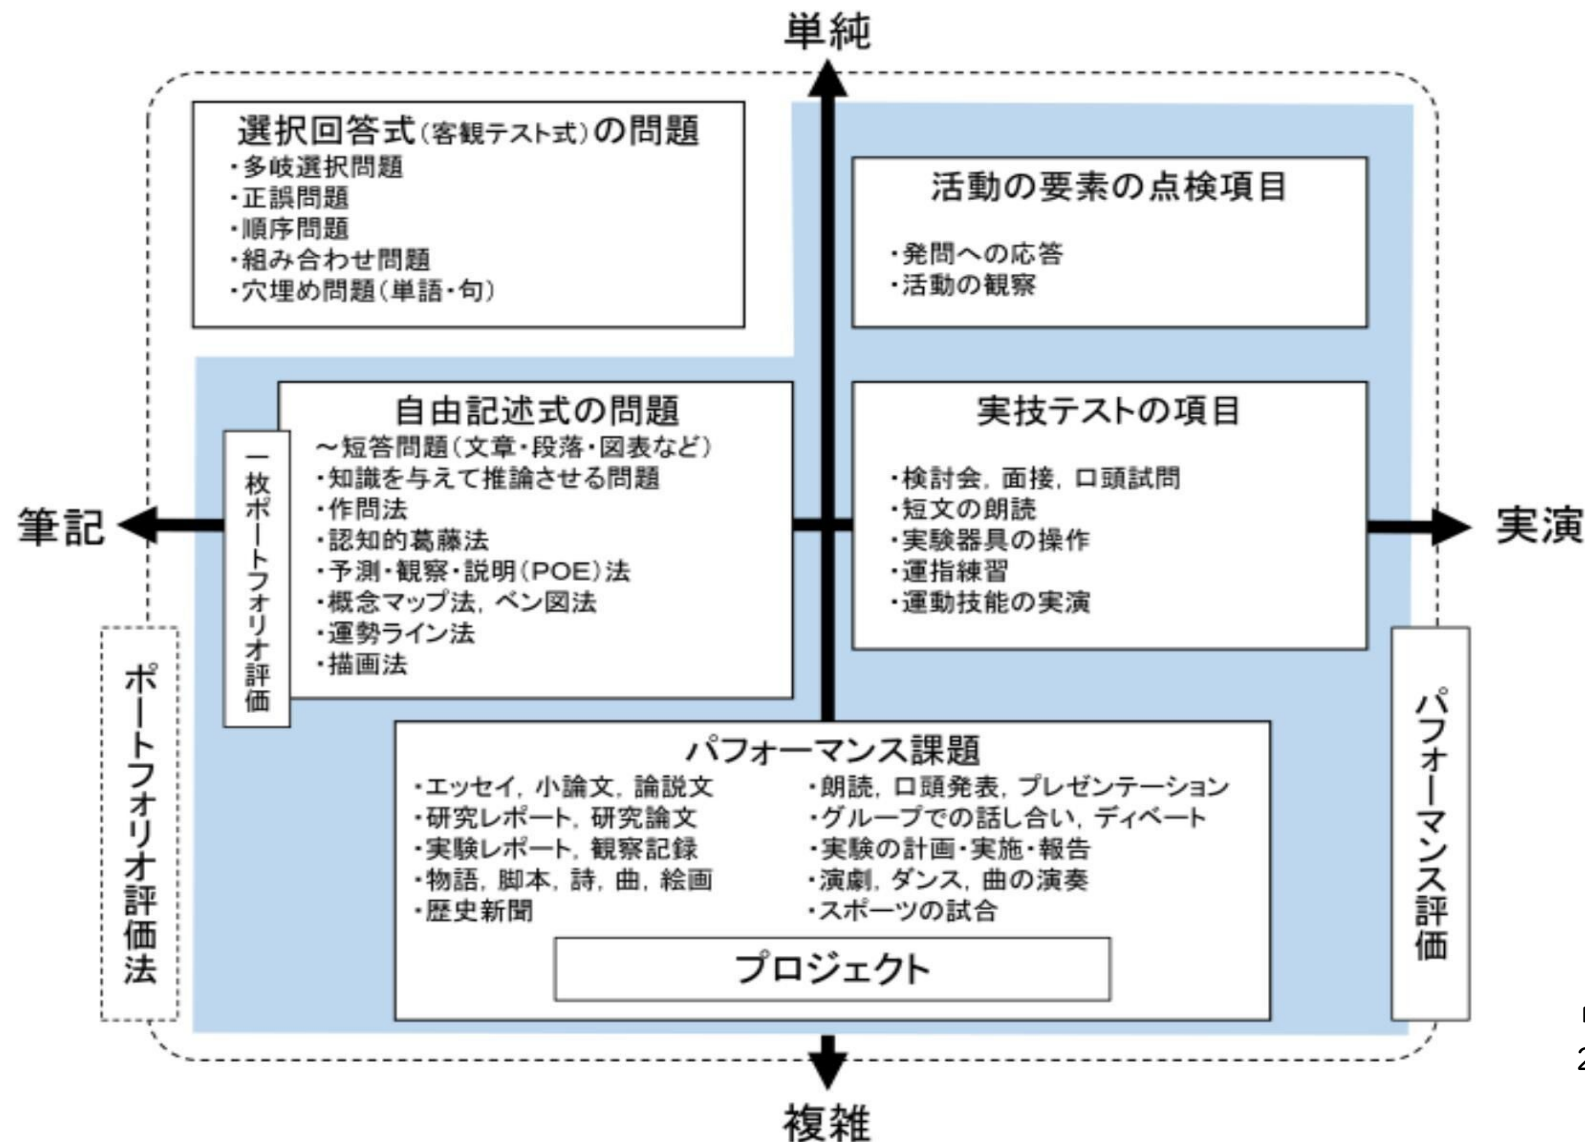 単純
選択回答式(客観テスト式)の問題
・多岐選択問題
・正誤問題
・順序問題
・組み合わせ問題
・穴埋め問題(単語・句)
活動の要素の点検項目
・発問への応答
・活動の観察
自由記述式の問題
～短答問題(文章・段落・図表など)
・知識を与えて推論させる問題
・作問法
・認知的葛藤法
・予測・観察・説明(POE)法
・概念マップ法, ベン図法
・運勢ライン法
・描画法
一枚ポートフォリオ評価
実技テストの項目
・検討会, 面接, 口頭試問
・短文の朗読
・実験器具の操作
・運指練習
・運動技能の実演
筆記
実演
ポートフォリオ評価法
パフォーマンス評価
パフォーマンス課題
・エッセイ, 小論文, 論説文
・研究レポート, 研究論文
・実験レポート, 観察記録
・物語, 脚本, 詩, 曲, 絵画
・歴史新聞
・朗読, 口頭発表, プレゼンテーション
・グループでの話し合い, ディベート
・実験の計画・実施・報告
・演劇, ダンス, 曲の演奏
・スポーツの試合
プロジェクト
複雑